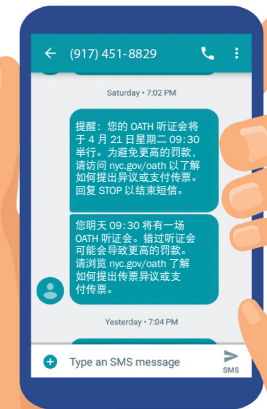 (917) 451-8829
Saturday • 7:02 PM
提醒：您的 OATH 听证会将
于 4 月 21 日星期二 09:30
举行。为避免更高的罚款，
请访问 nyc.gov/oath 以了解
如何提出异议或支付传票。
回复 STOP 以结束短信。
您明天 09:30 将有一场
OATH 听证会。错过听证会
可能会导致更高的罚款。
请浏览 nyc.gov/oath 了解
如何提出传票异议或支
付传票。
Yesterday • 7:04 PM
Type an SMS message
SMS